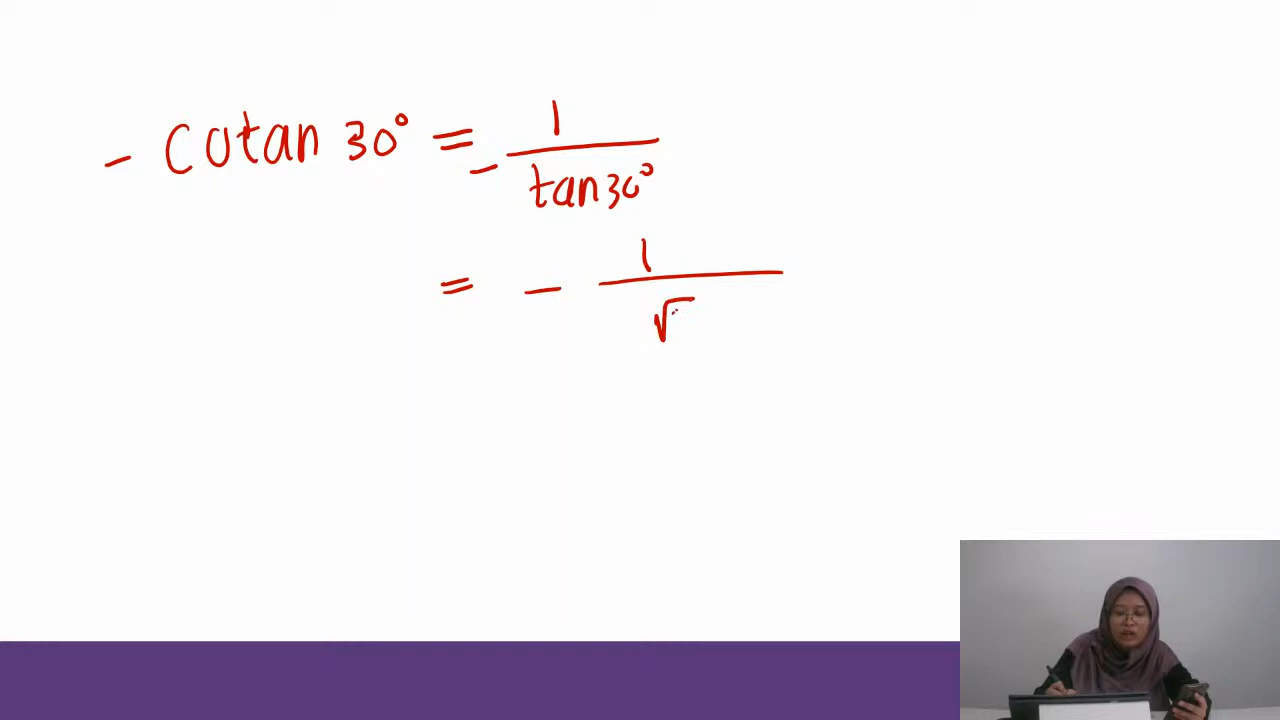 - cotan 30° = - 1/tan30°
= - 1/√